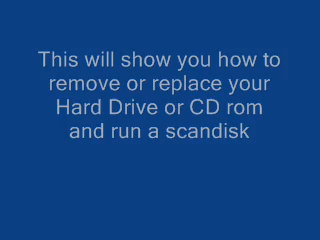 This will show you how to
remove or replace your
Hard Drive or CD rom
and run a scandisk